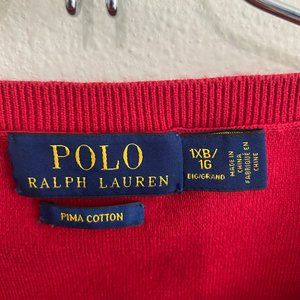 POLO
RALPH LAUREN
PIMA COTTON
1XB/
1G
BIG/GRAND
MADE IN
CHINA
FABRIQUÉ EN
CHINE